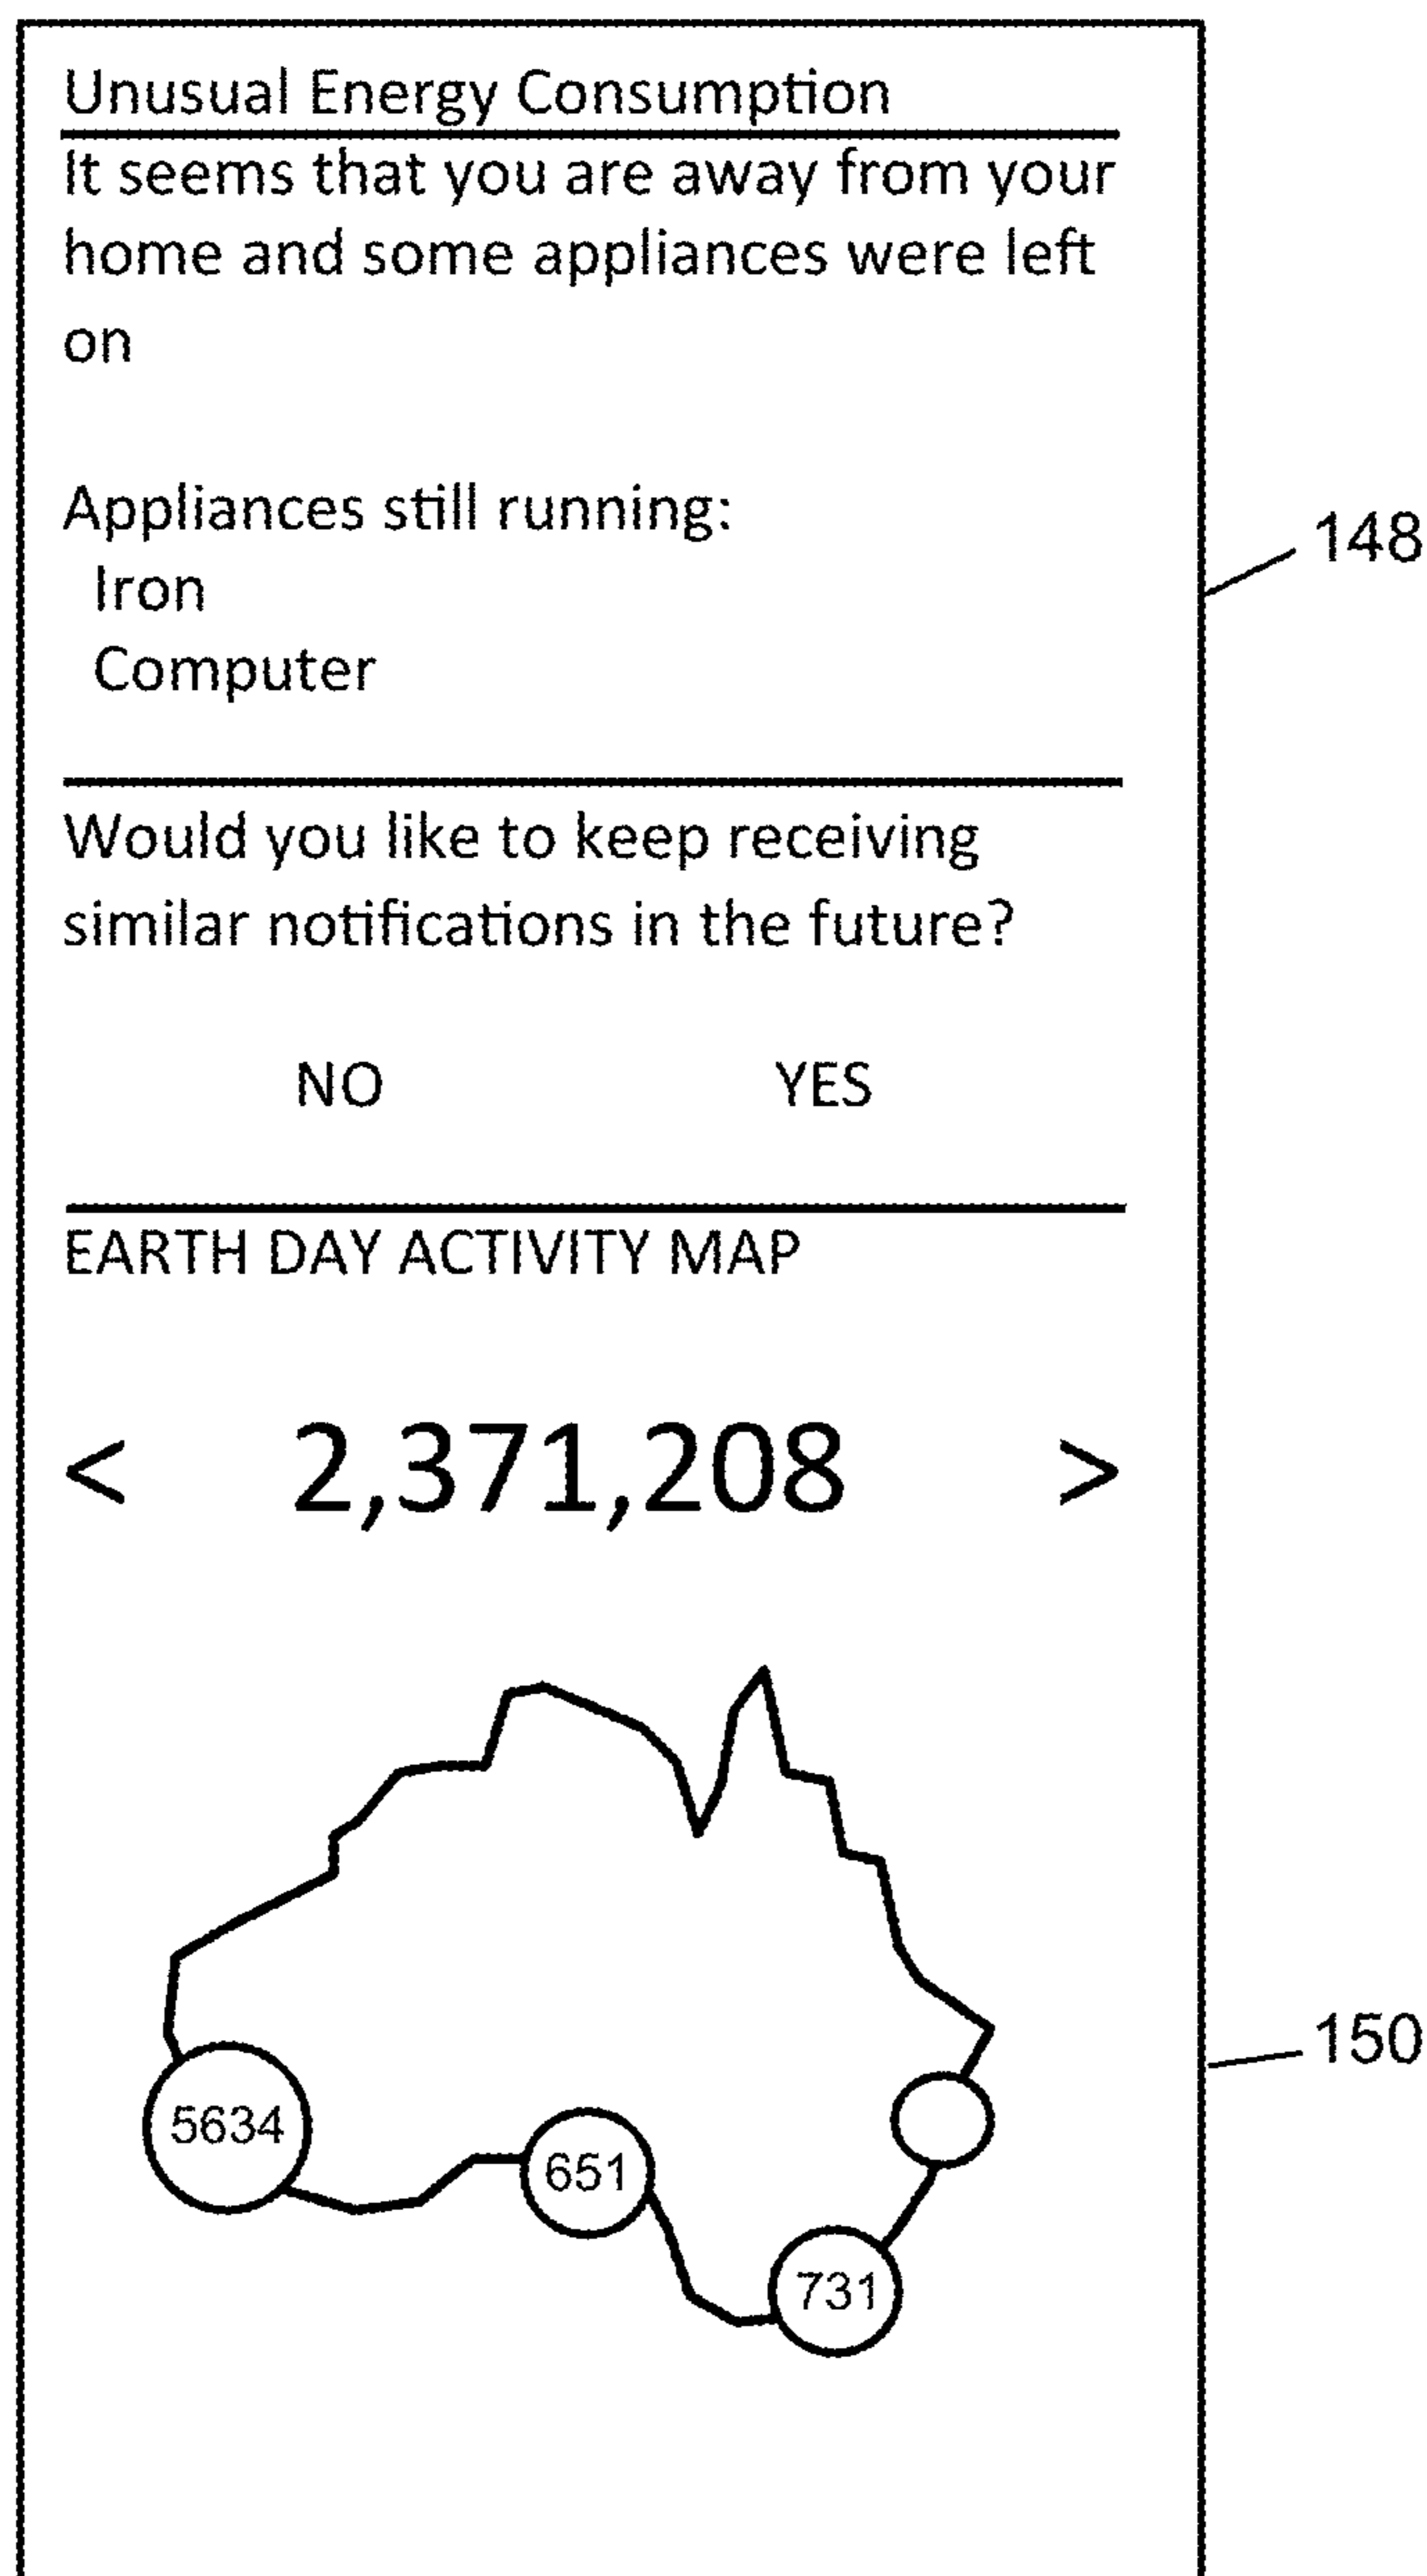 Unusual Energy Consumption
It seems that you are away from your
home and some appliances were left
on
Appliances still running:
Iron
Computer
148
Would you like to keep receiving
similar notifications in the future?
NO YES
EARTH DAY ACTIVITY MAP
< 2,371,208 >
150
5634
651
731